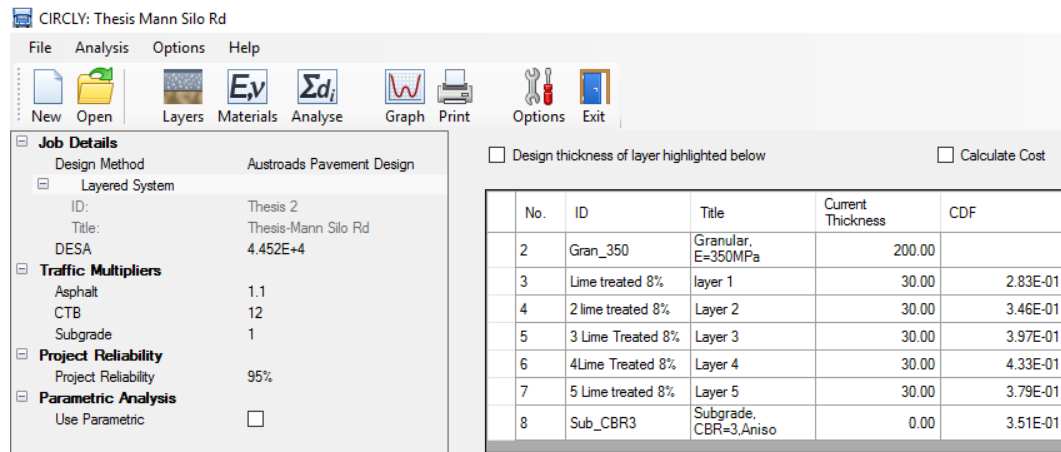 CIRCLY: Thesis Mann Silo Rd
File Analysis Options Help
E,v Σdᵢ
New Open Layers Materials Analyse Graph Print Options Exit
Job Details
Design Method Austroads Pavement Design
Layered System
ID: Thesis 2
Title: Thesis-Mann Silo Rd
DESA 4.452E+4
Traffic Multipliers
Asphalt 1.1
CTB 12
Subgrade 1
Project Reliability
Project Reliability 95%
Parametric Analysis
Use Parametric
Design thickness of layer highlighted below Calculate Cost
No. ID Title Current Thickness CDF
2 Gran_350 Granular, E=350MPa 200.00
3 Lime treated 8% layer 1 30.00 2.83E-01
4 2 lime treated 8% Layer 2 30.00 3.46E-01
5 3 Lime Treated 8% Layer 3 30.00 3.97E-01
6 4Lime Treated 8% Layer 4 30.00 4.33E-01
7 5 Lime treated 8% Layer 5 30.00 3.79E-01
8 Sub_CBR3 Subgrade, CBR=3,Aniso 0.00 3.51E-01